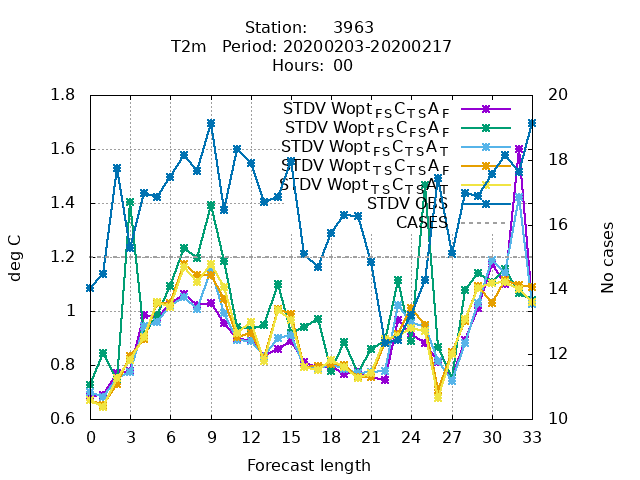 Station: 3963
T2m Period: 20200203-20200217
Hours: 00
1.8
1.6
1.4
1.2
1
0.8
0.6
deg C
20
18
16
14
12
10
No cases
STDV Wopt_FS C_TS A_F
STDV Wopt_FS C_FS A_F
STDV Wopt_FS C_TS A_T
STDV Wopt_TS C_TS A_F
STDV Wopt_TS C_TS A_T
STDV OBS
CASES
0 3 6 9 12 15 18 21 24 27 30 33
Forecast length